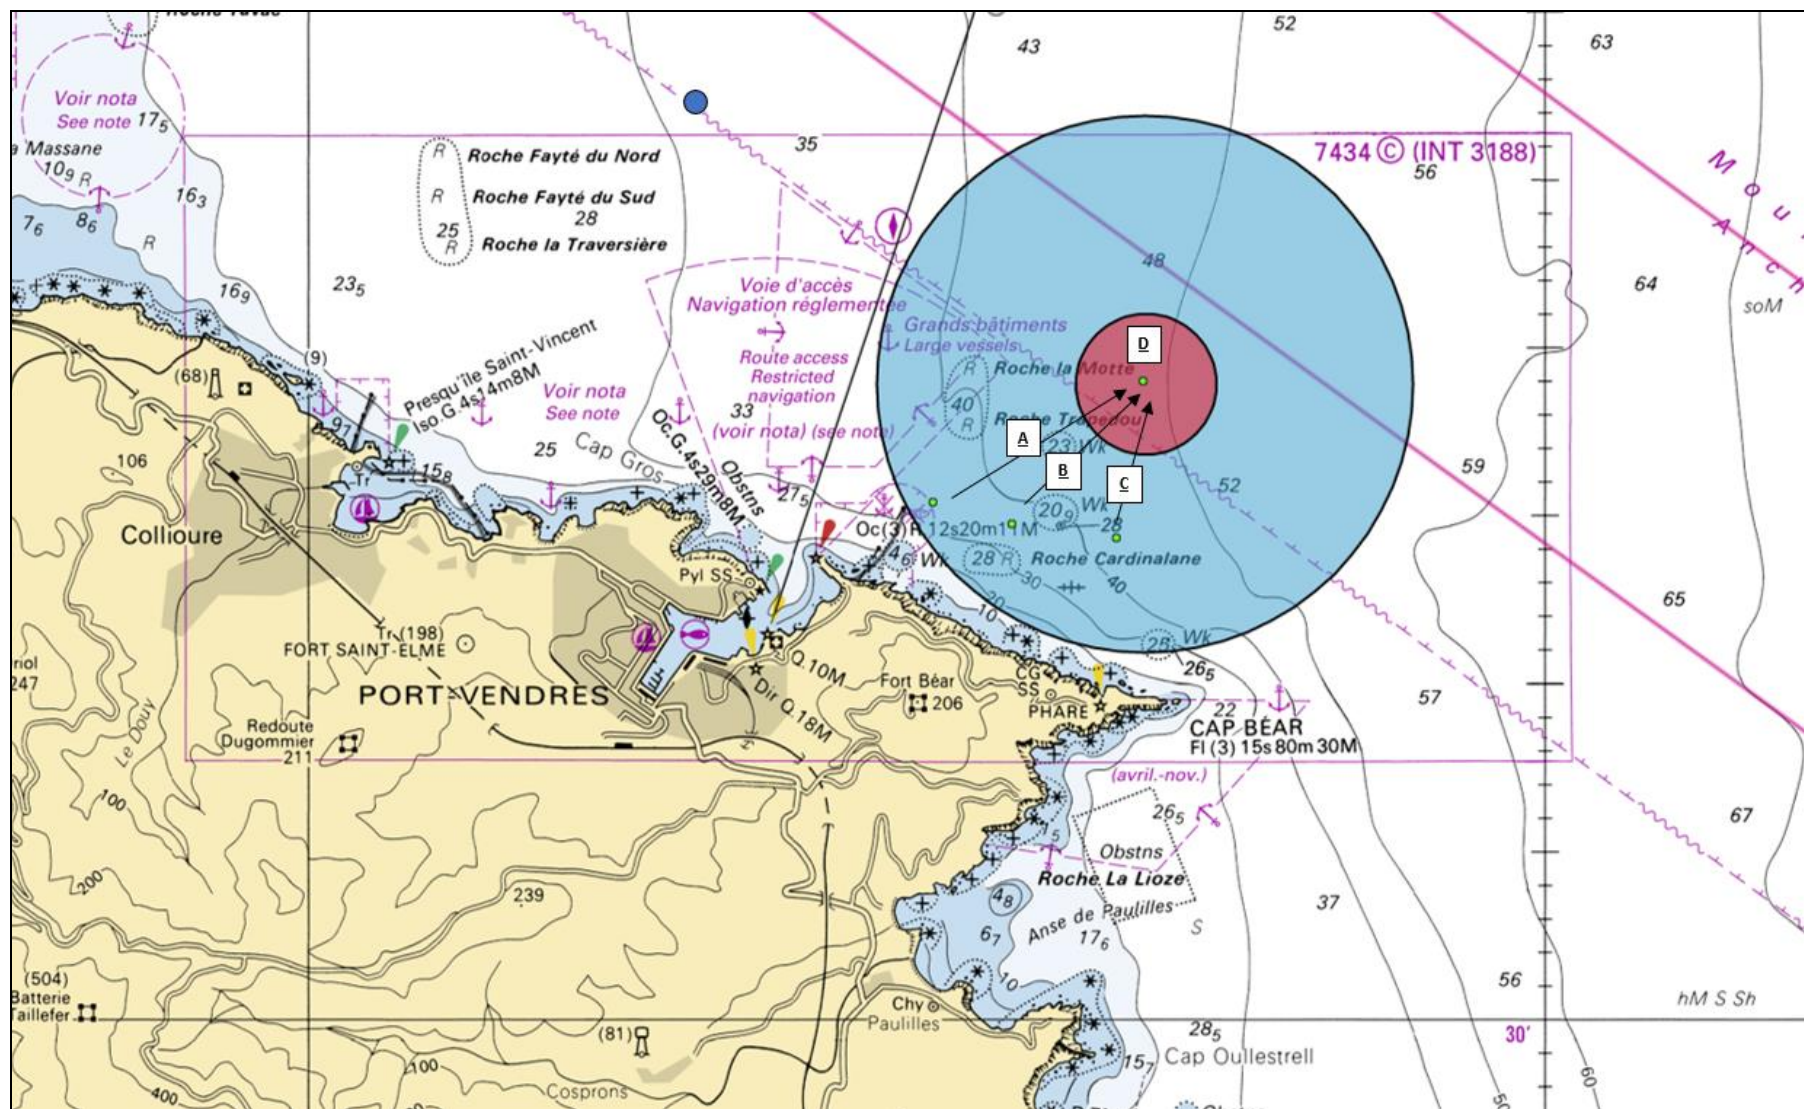 43
52
63
Voir nota
See note
17₅
a Massane
10₉ R
16₃
7₆
8₆
R
16₉
23₅
R
Roche Fayté du Nord
R
Roche Fayté du Sud
28
25
R
Roche la Traversière
35
7434 © (INT 3188)
56
Mou
Anch
48
64
soM
Voie d'accès
Navigation réglementée
Grands bâtiments
Large vessels
Route access
Restricted
navigation
33
(voir nota) (see note)
D
R
Roche la Motte
40
R
Roche Trapedou
A
23 Wk
B
C
(9)
(68)
Presqu'île Saint-Vincent
Iso.G.4s14m8M
Voir nota
See note
9₇
106
Tr
15₈
25
Cap Gros
Oc.G.4s29m8M
Obstns
27₅
59
52
20₉ Wk
28
Oc(3)R.12s20m11M
4₆ Wk
28 R
Roche Cardinalane
30
40
20
10
Collioure
Pyl SS
65
25 Wk
26₅
Tr (198)
FORT SAINT-ELME
riol
247
PORT-VENDRES
Q.10M
Dir Q.18M
Fort Béar
206
CG
SS
PHARE
57
22
CAP BÉAR
Fl (3) 15s 80m 30M
Le Douy
Redoute
Dugommier
211
(avril.-nov.)
100
15
26₅
Obstns
Roche La Lioze
67
200
239
4₈
6₇
Anse de Paulilles
17₆
S
37
(504)
Batterie
Taillefer
10
56
hM S Sh
Chy
Paulilles
(81)
28₅
30'
100
15₇
Cap Oullestrell
60
400
Cosprons
50